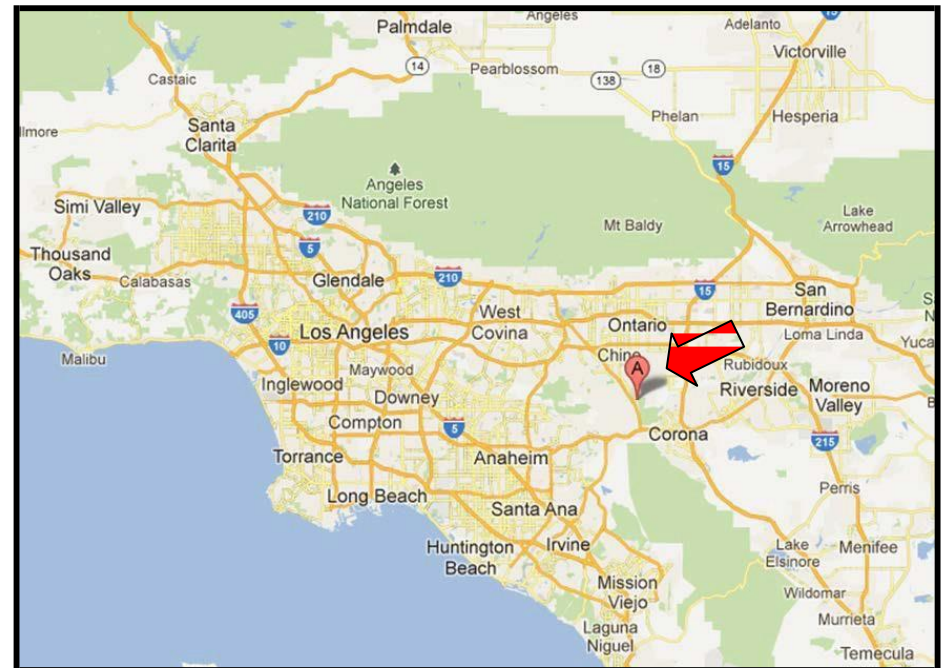 Angeles
Palmdale
Adelanto
15
Victorville
14
Pearblossom
138
18
Castaic
Phelan
Hesperia
lmore
Santa
Clarita
15
Angeles
National Forest
Simi Valley
210
Mt Baldy
Lake
Arrowhead
5
Thousand
Oaks
Calabasas
Glendale
210
15
San
Bernardino
405
West
Covina
Los Angeles
Ontario
Loma Linda
Yuca
10
Malibu
Maywood
Chino
A
Rubidoux
Inglewood
Downey
Riverside
Moreno
Valley
Compton
5
Corona
215
Torrance
Anaheim
Long Beach
Perris
Santa Ana
Huntington
Beach
Irvine
Lake
Elsinore
Menifee
Mission
Viejo
Wildomar
Murrieta
Laguna
Niguel
Temecula